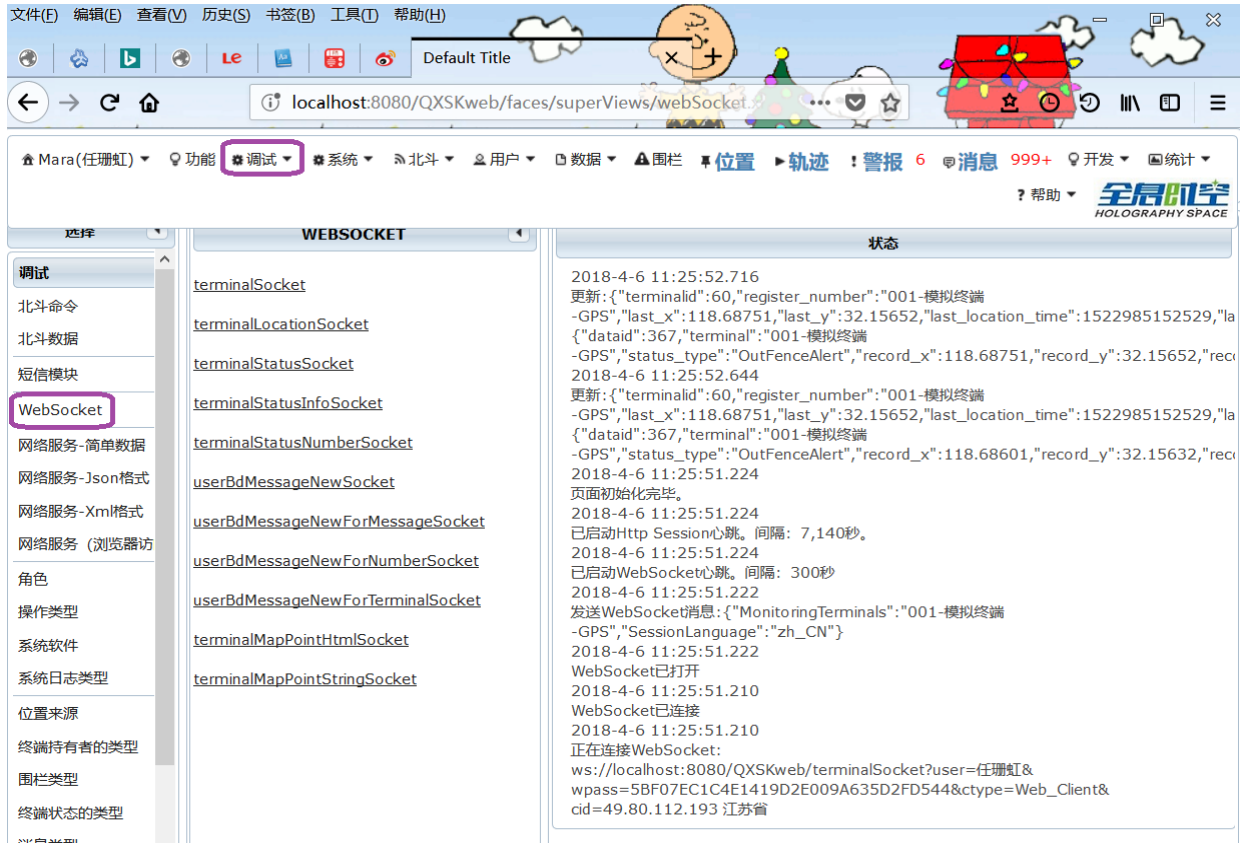 文件(F) 编辑(E) 查看(V) 历史(S) 书签(B) 工具(T) 帮助(H)
Le
Default Title
localhost:8080/QXSKweb/faces/superViews/webSocket.
Mara(任珊虹) 功能 调试 系统 北斗 用户 数据 围栏 位置 轨迹 警报 6 消息 999+ 开发 统计
帮助
全息时空
HOLOGRAPHY SPACE
选择
调试
北斗命令
北斗数据
短信模块
WebSocket
网络服务-简单数据
网络服务-Json格式
网络服务-Xml格式
网络服务（浏览器访
角色
操作类型
系统软件
系统日志类型
位置来源
终端持有者的类型
围栏类型
终端状态的类型
消息类型
WEBSOCKET
terminalSocket
terminalLocationSocket
terminalStatusSocket
terminalStatusInfoSocket
terminalStatusNumberSocket
userBdMessageNewSocket
userBdMessageNewForMessageSocket
userBdMessageNewForNumberSocket
userBdMessageNewForTerminalSocket
terminalMapPointHtmlSocket
terminalMapPointStringSocket
状态
2018-4-6 11:25:52.716
更新:{"terminalid":60,"register_number":"001-模拟终端
-GPS","last_x":118.68751,"last_y":32.15652,"last_location_time":1522985152529,"la
{"dataid":367,"terminal":"001-模拟终端
-GPS","status_type":"OutFenceAlert","record_x":118.68751,"record_y":32.15652,"rec
2018-4-6 11:25:52.644
更新:{"terminalid":60,"register_number":"001-模拟终端
-GPS","last_x":118.68751,"last_y":32.15652,"last_location_time":1522985152529,"la
{"dataid":367,"terminal":"001-模拟终端
-GPS","status_type":"OutFenceAlert","record_x":118.68601,"record_y":32.15632,"rec
2018-4-6 11:25:51.224
页面初始化完毕。
2018-4-6 11:25:51.224
已启动Http Session心跳。间隔：7,140秒。
2018-4-6 11:25:51.224
已启动WebSocket心跳。间隔：300秒
2018-4-6 11:25:51.222
发送WebSocket消息:{"MonitoringTerminals":"001-模拟终端
-GPS","SessionLanguage":"zh_CN"}
2018-4-6 11:25:51.222
WebSocket已打开
2018-4-6 11:25:51.210
WebSocket已连接
2018-4-6 11:25:51.210
正在连接WebSocket:
ws://localhost:8080/QXSKweb/terminalSocket?user=任珊虹&
wpass=5BF07EC1C4E1419D2E009A635D2FD544&ctype=Web_Client&
cid=49.80.112.193 江苏省